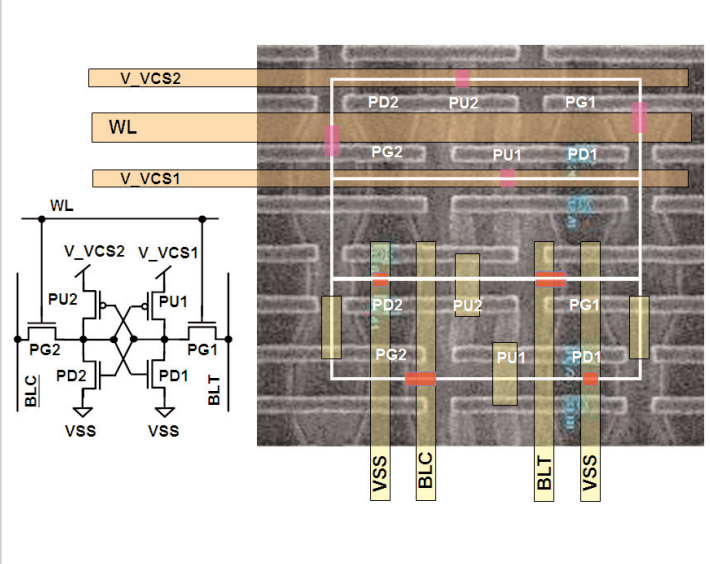 V_VCS2
PD2 PU2 PG1
WL
PG2 PU1 PD1
V_VCS1
WL
V_VCS2 V_VCS1
PU2 PU1
PG2 PG1
PD2 PD1
BLC BLT
VSS VSS
PD2 PU2 PG1
PG2 PU1 PD1
VSS BLC BLT VSS